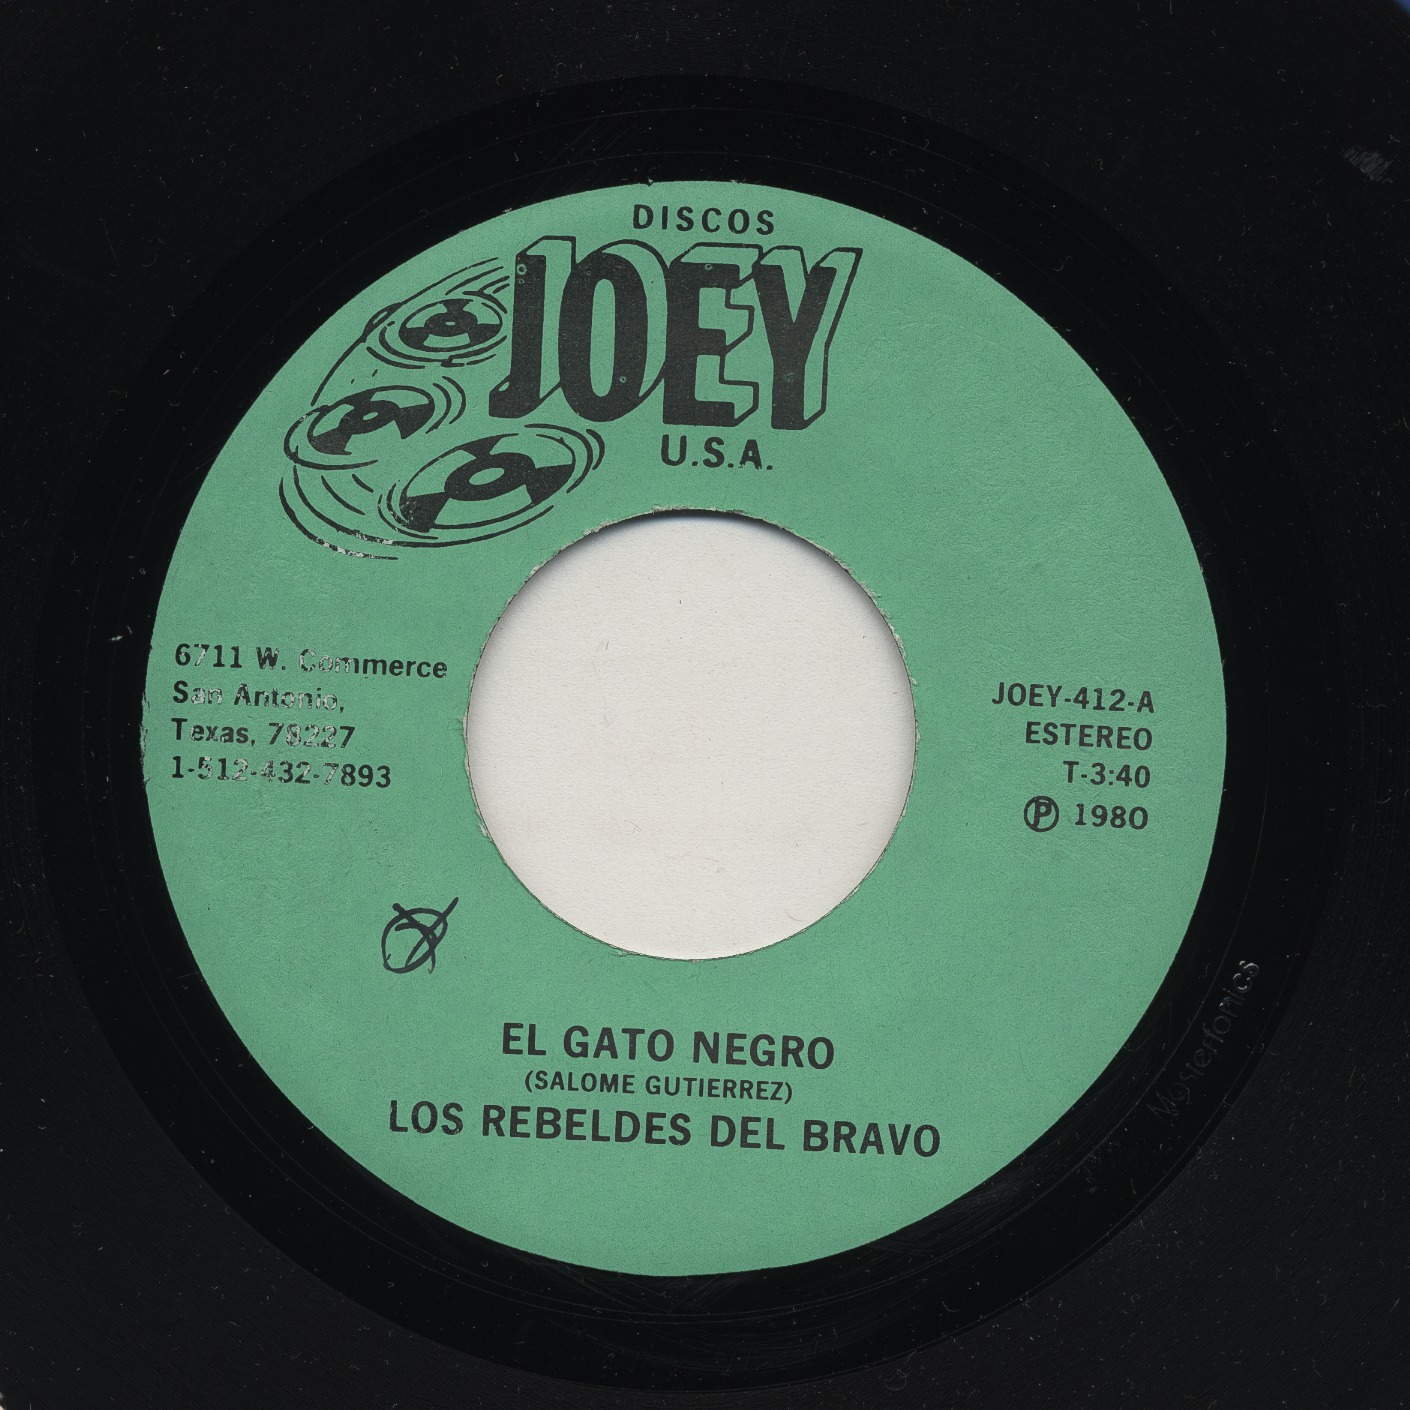 DISCOS
JOEY
U.S.A.
6711 W. Commerce
San Antonio,
Texas, 78227
1-512-432-7893
JOEY-412-A
ESTEREO
T-3:40
Ⓟ 1980
EL GATO NEGRO
(SALOME GUTIERREZ)
LOS REBELDES DEL BRAVO
Masterfonics